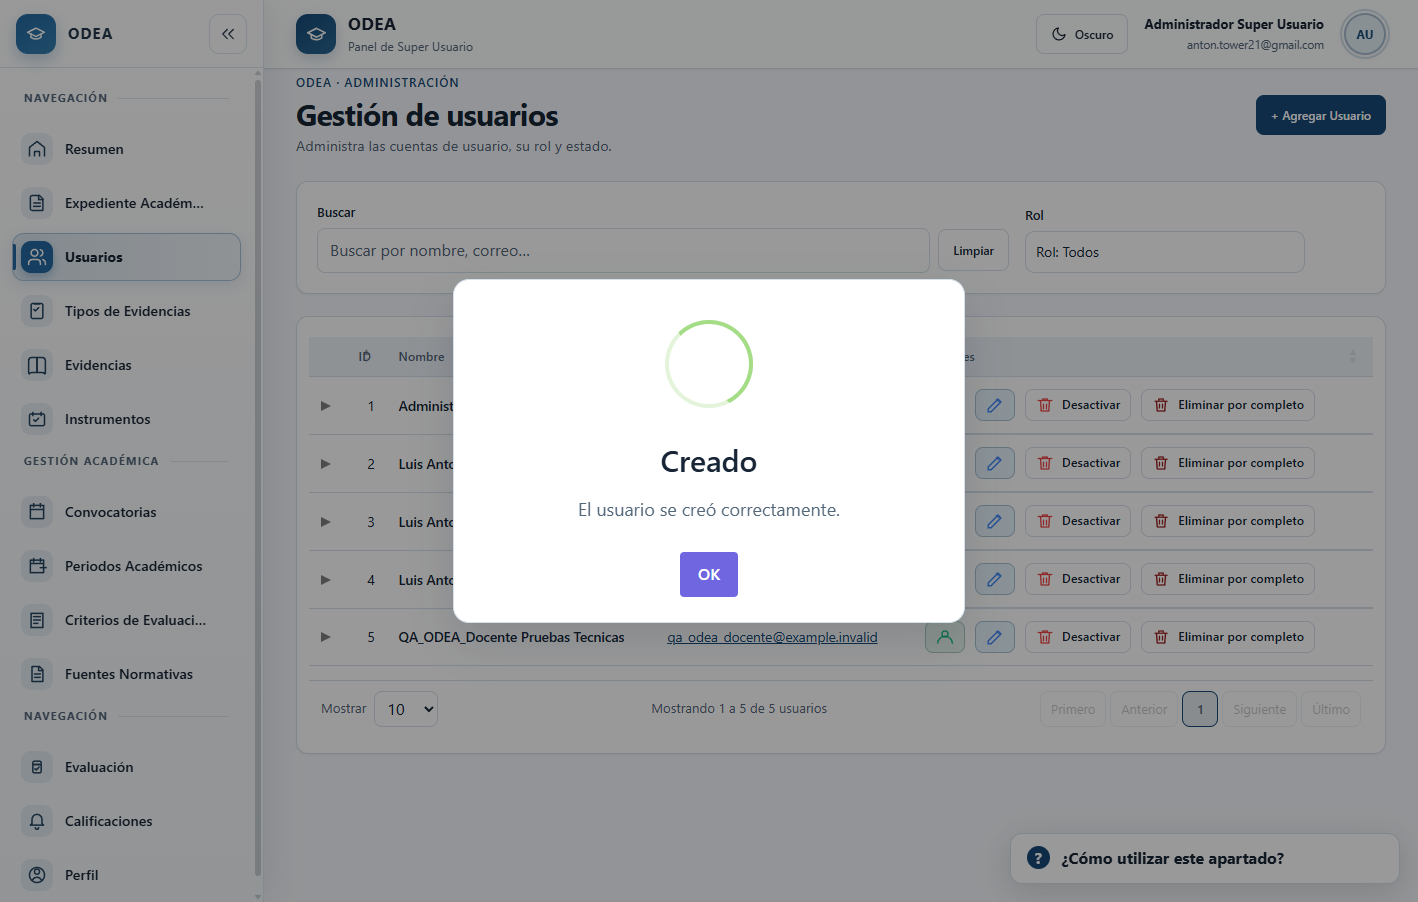 ODEA
ODEA
Panel de Super Usuario
Oscuro
Administrador Super Usuario
anton.tower21@gmail.com
AU
NAVEGACIÓN
Resumen
Expediente Académ...
Usuarios
Tipos de Evidencias
Evidencias
Instrumentos
GESTIÓN ACADÉMICA
Convocatorias
Periodos Académicos
Criterios de Evaluaci...
Fuentes Normativas
NAVEGACIÓN
Evaluación
Calificaciones
Perfil
ODEA · ADMINISTRACIÓN
Gestión de usuarios
Administra las cuentas de usuario, su rol y estado.
+ Agregar Usuario
Buscar
Buscar por nombre, correo...
Limpiar
Rol
Rol: Todos
ID Nombre es
1 Administ Desactivar Eliminar por completo
2 Luis Anto Desactivar Eliminar por completo
3 Luis Anto Desactivar Eliminar por completo
4 Luis Anto Desactivar Eliminar por completo
5 QA_ODEA_Docente Pruebas Tecnicas qa_odea_docente@example.invalid Desactivar Eliminar por completo
Mostrar 10 Mostrando 1 a 5 de 5 usuarios Primero Anterior 1 Siguiente Último
Creado
El usuario se creó correctamente.
OK
? ¿Cómo utilizar este apartado?